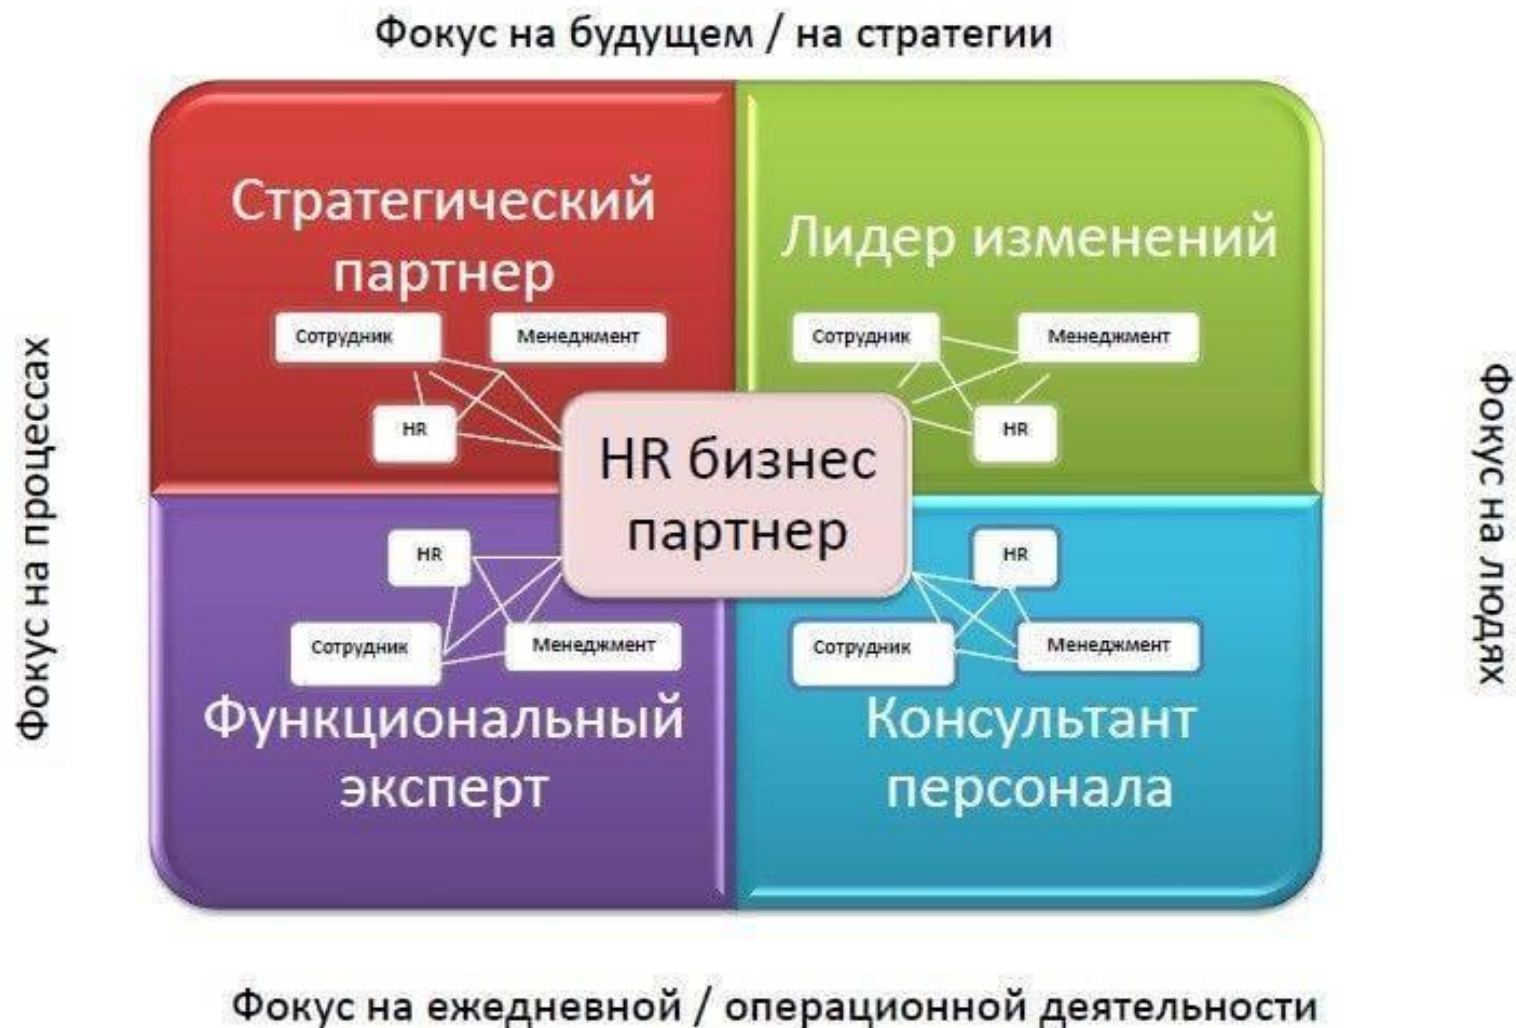 Фокус на будущем / на стратегии
Стратегический
партнер
Сотрудник
Менеджмент
HR
Лидер изменений
Сотрудник
Менеджмент
HR
Фокус на процессах
HR бизнес
партнер
Фокус на людях
HR
Сотрудник
Менеджмент
Функциональный
эксперт
HR
Сотрудник
Менеджмент
Консультант
персонала
Фокус на ежедневной / операционной деятельности